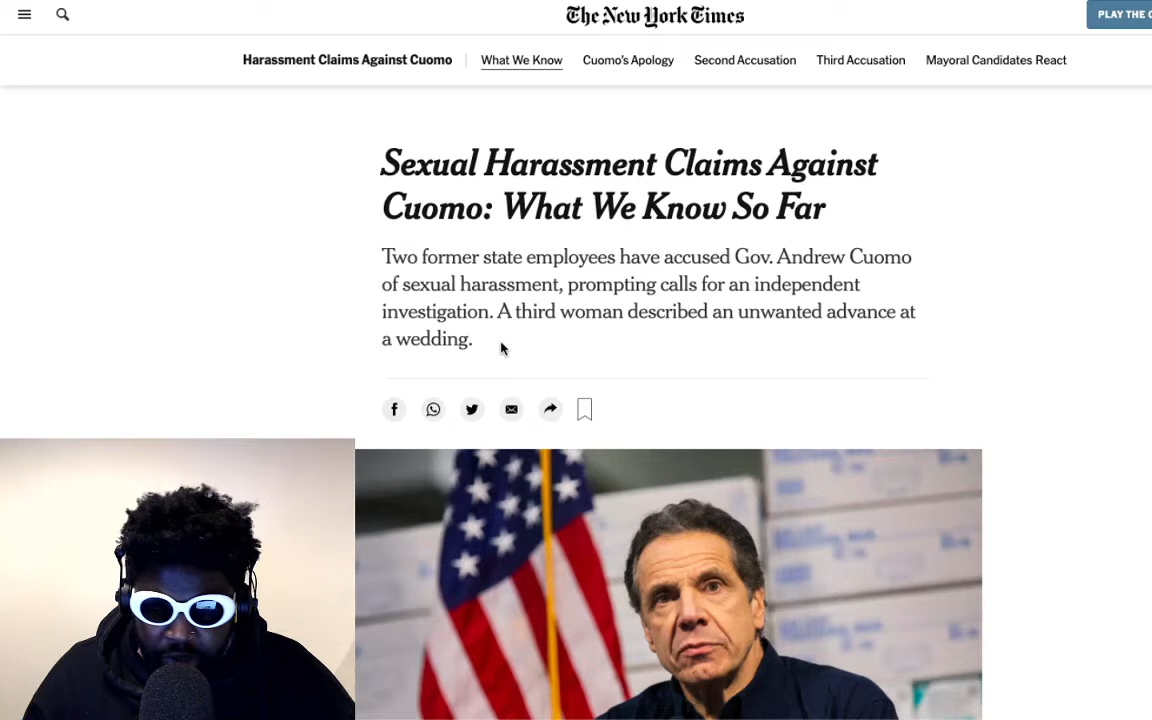 The New York Times
PLAY THE
Harassment Claims Against Cuomo
What We Know
Cuomo's Apology
Second Accusation
Third Accusation
Mayoral Candidates React
Sexual Harassment Claims Against
Cuomo: What We Know So Far
Two former state employees have accused Gov. Andrew Cuomo
of sexual harassment, prompting calls for an independent
investigation. A third woman described an unwanted advance at
a wedding.